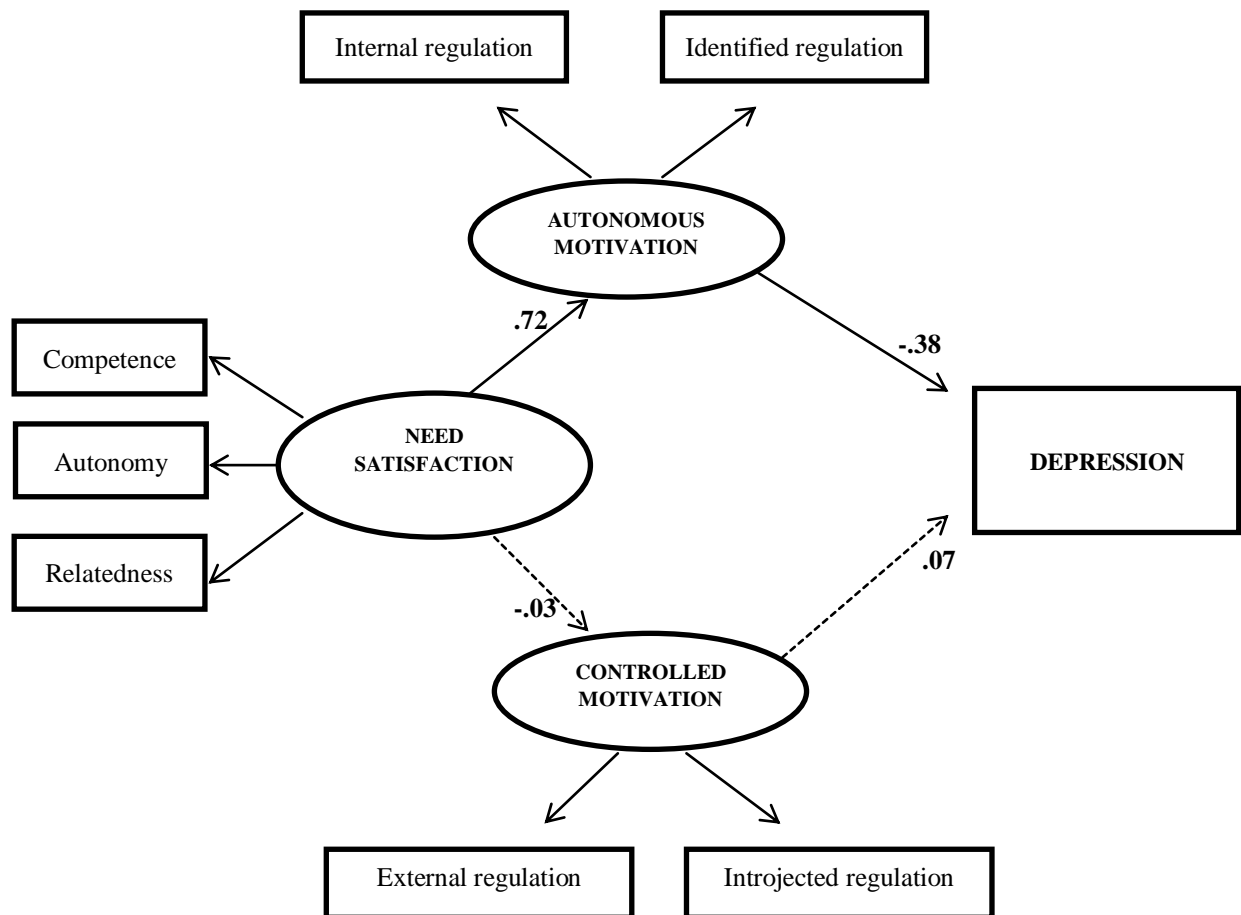 Internal regulation
Identified regulation
AUTONOMOUS
MOTIVATION
.72
-.38
Competence
Autonomy
Relatedness
NEED
SATISFACTION
DEPRESSION
-.03
.07
CONTROLLED
MOTIVATION
External regulation
Introjected regulation